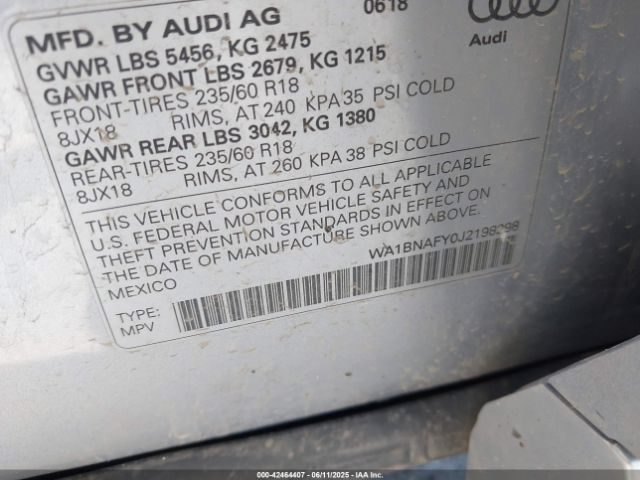 MFD. BY AUDI AG 0618
Audi
GVWR LBS 5456, KG 2475
GAWR FRONT LBS 2679, KG 1215
FRONT-TIRES 235/60 R18
8JX18 RIMS, AT 240 KPA 35 PSI COLD
GAWR REAR LBS 3042, KG 1380
REAR-TIRES 235/60 R18
8JX18 RIMS, AT 260 KPA 38 PSI COLD
THIS VEHICLE CONFORMS TO ALL APPLICABLE
U.S. FEDERAL MOTOR VEHICLE SAFETY AND
THEFT PREVENTION STANDARDS IN EFFECT ON
THE DATE OF MANUFACTURE SHOWN ABOVE.
MEXICO WA1BNAFY0J2198298
TYPE:
MPV
000-42464407 - 06/11/2025 - IAAI, Inc.